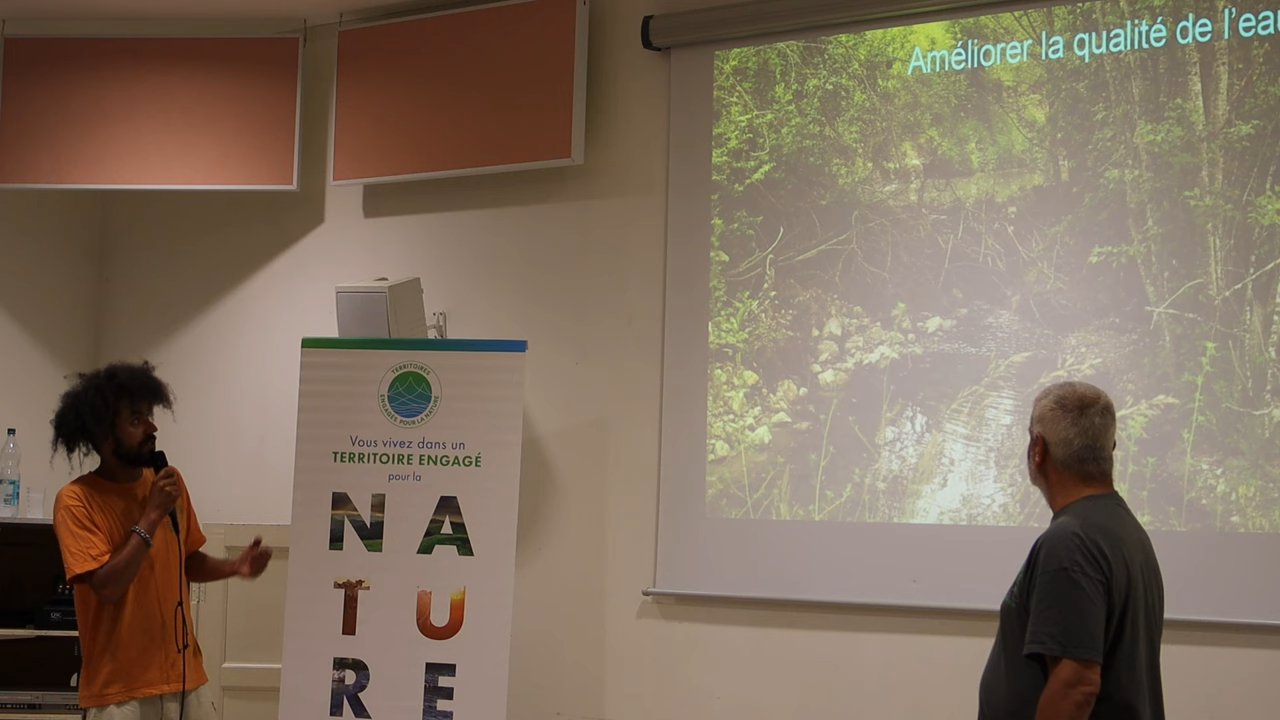 Améliorer la qualité de l'eau
TERRITOIRES
ENGAGÉS POUR LA NATURE
Vous vivez dans un
TERRITOIRE ENGAGÉ
pour la
N A
T U
R E